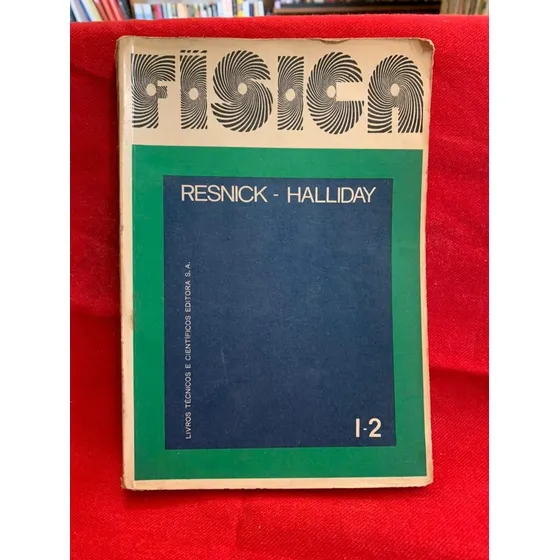 FÍSICA
RESNICK - HALLIDAY
LIVROS TÉCNICOS E CIENTÍFICOS EDITORA S.A.
I-2